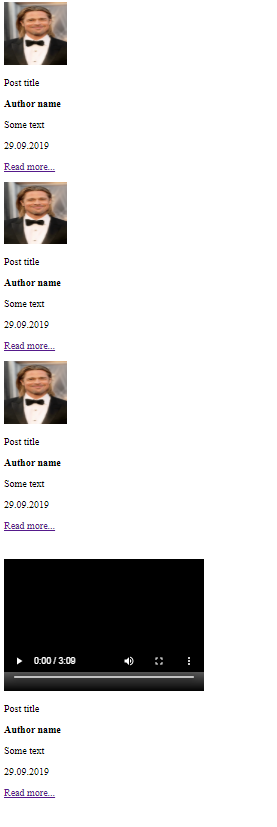 Post title
Author name
Some text
29.09.2019
Read more...
Post title
Author name
Some text
29.09.2019
Read more...
Post title
Author name
Some text
29.09.2019
Read more...
0:00 / 3:09
Post title
Author name
Some text
29.09.2019
Read more...